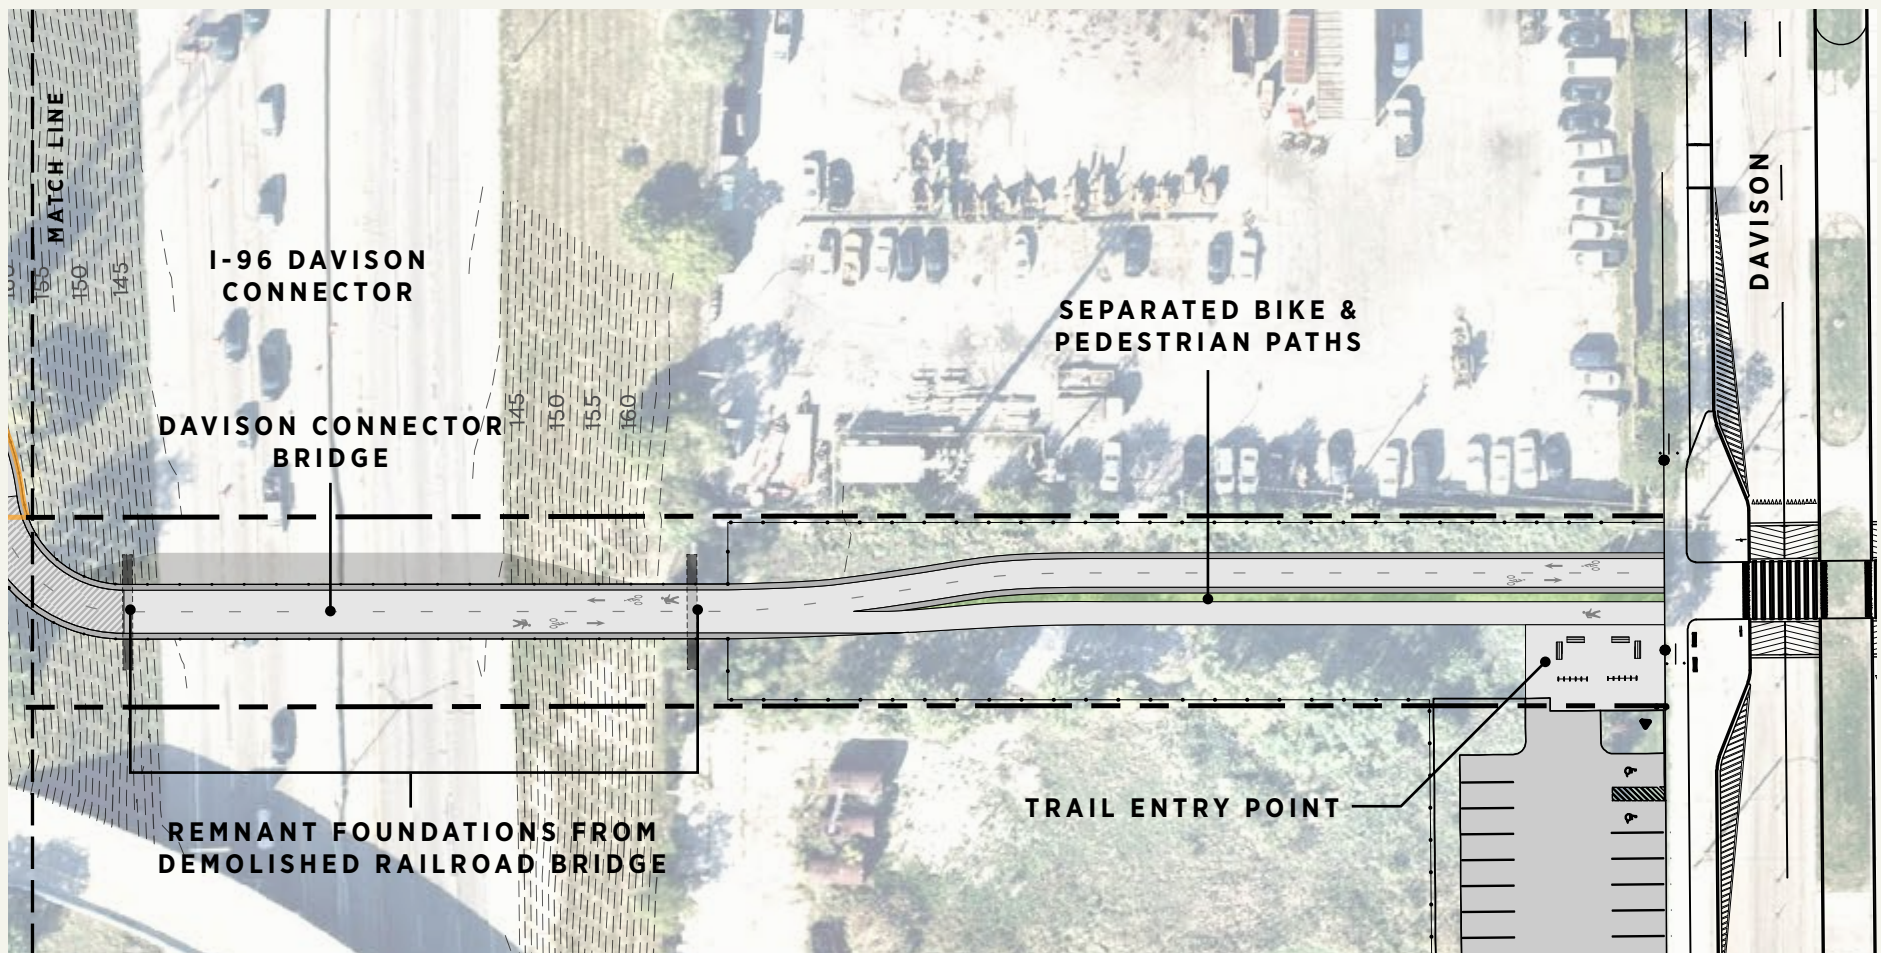 MATCH LINE
155
150
145
I-96 DAVISON
CONNECTOR
DAVISON CONNECTOR
BRIDGE
145
150
155
160
SEPARATED BIKE &
PEDESTRIAN PATHS
DAVISON
TRAIL ENTRY POINT
REMNANT FOUNDATIONS FROM
DEMOLISHED RAILROAD BRIDGE